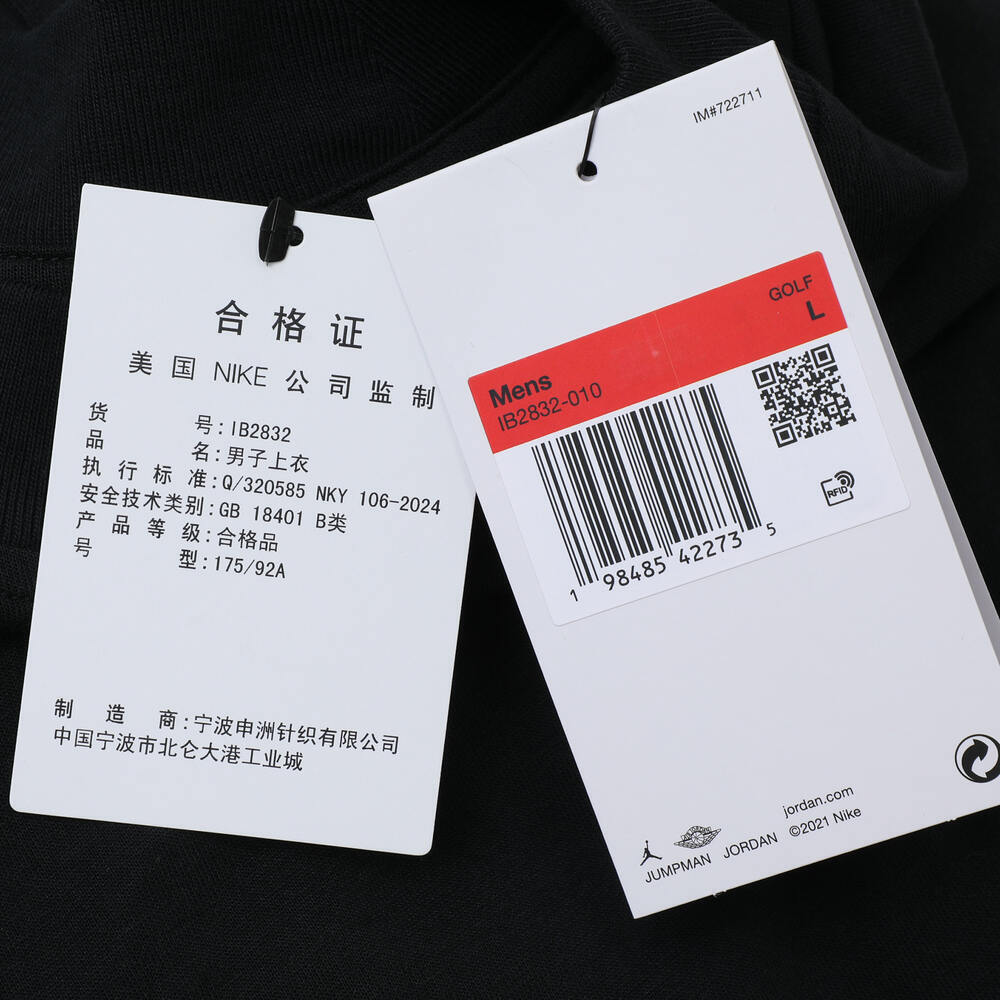 合格证
美国 NIKE 公司监制
货号:IB2832
品名:男子上衣
执行标准:Q/320585 NKY 106-2024
安全技术类别:GB 18401 B类
产品等级:合格品
号型:175/92A
制造商:宁波申洲针织有限公司
中国宁波市北仑大港工业城
IM#722711
GOLF
L
Mens
IB2832-010
1 98485 42273 5
RFID
jordan.com
JUMPMAN JORDAN ©2021 Nike